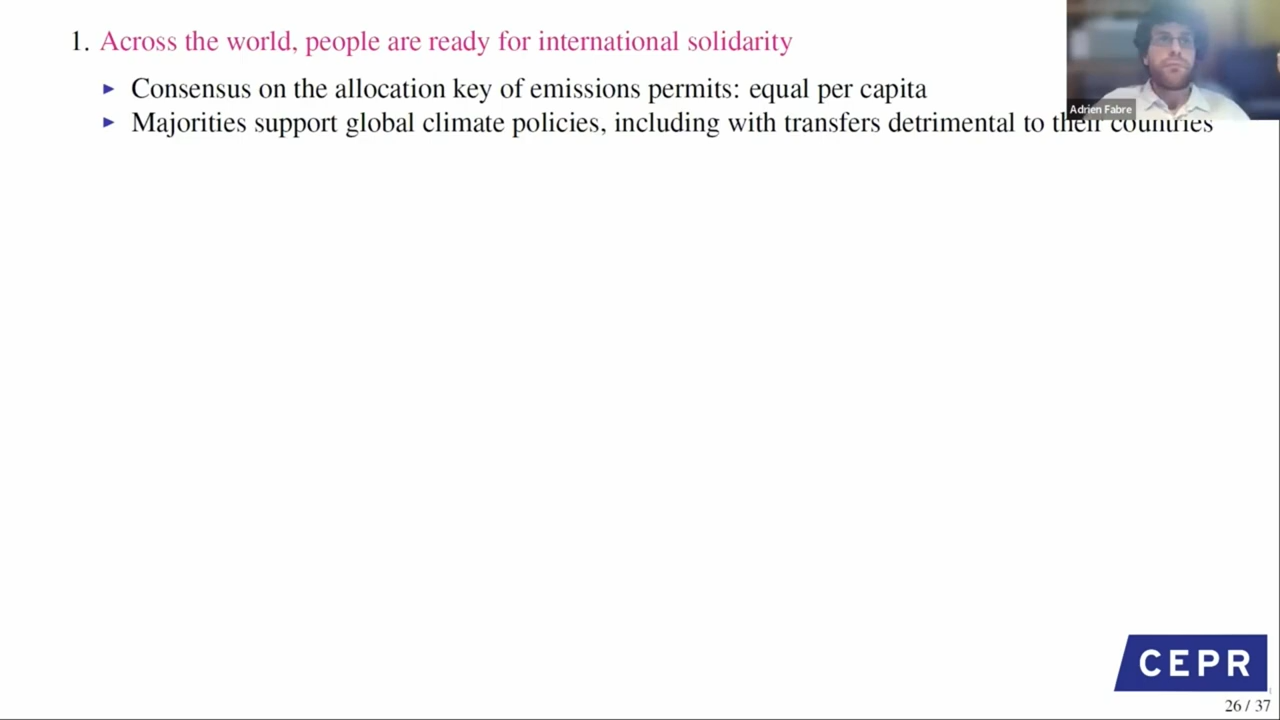 1. Across the world, people are ready for international solidarity
▶ Consensus on the allocation key of emissions permits: equal per capita
▶ Majorities support global climate policies, including with transfers detrimental to their countries
Adrien Fabre
CEPR
26 / 37